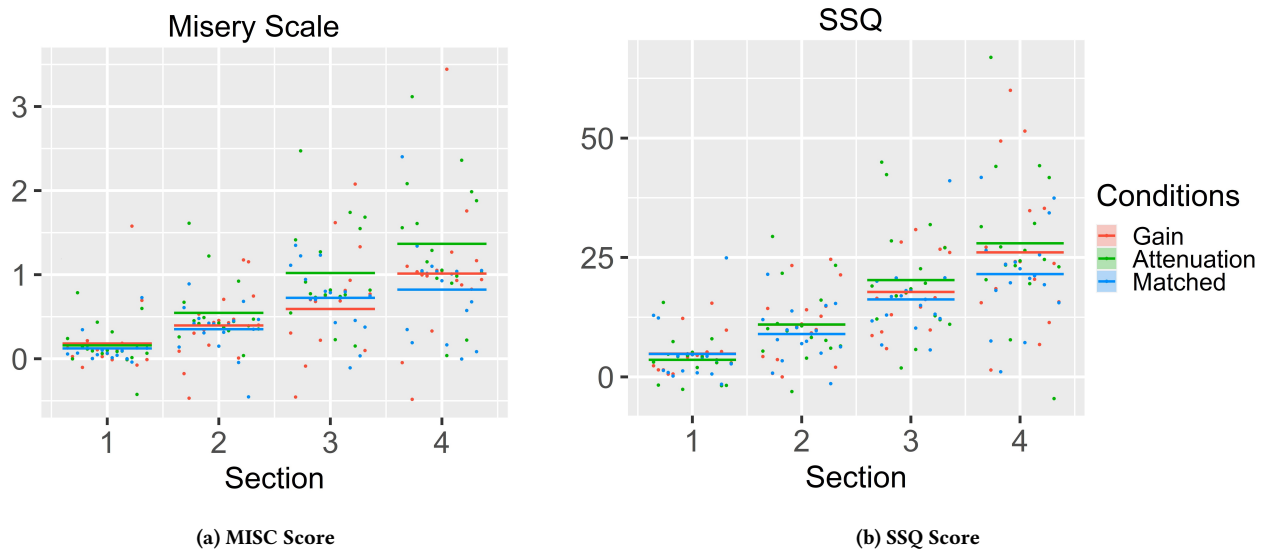 Misery Scale
3
2
1
0
1 2 3 4
Section
(a) MISC Score
SSQ
50
25
0
1 2 3 4
Section
(b) SSQ Score
Conditions
Gain
Attenuation
Matched